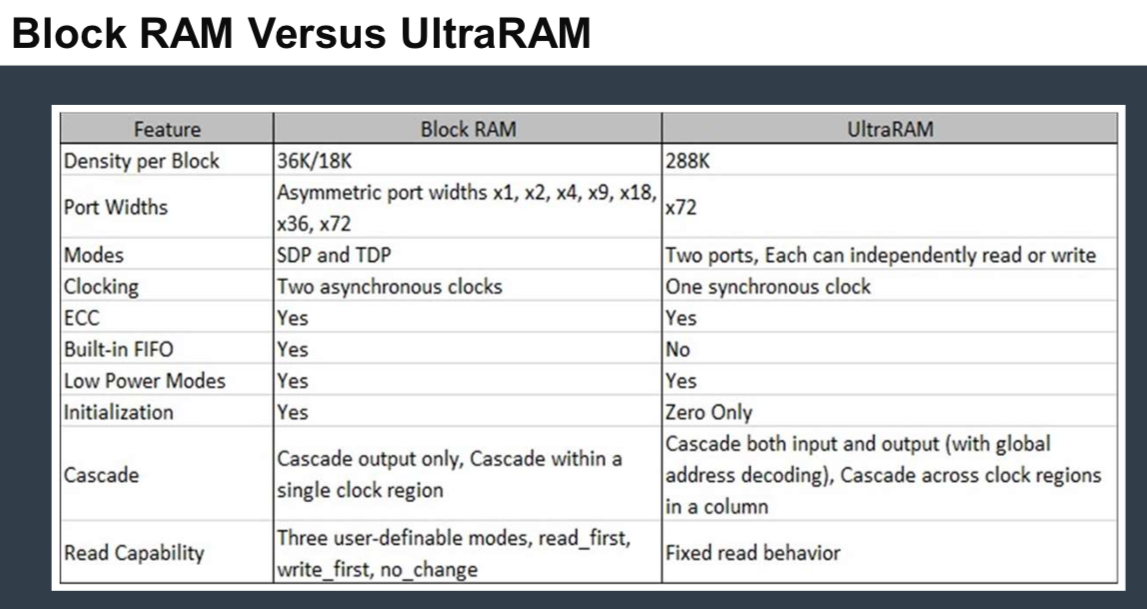 Block RAM Versus UltraRAM
Feature Block RAM UltraRAM
Density per Block 36K/18K 288K
Port Widths Asymmetric port widths x1, x2, x4, x9, x18, x36, x72 x72
Modes SDP and TDP Two ports, Each can independently read or write
Clocking Two asynchronous clocks One synchronous clock
ECC Yes Yes
Built-in FIFO Yes No
Low Power Modes Yes Yes
Initialization Yes Zero Only
Cascade Cascade output only, Cascade within a single clock region Cascade both input and output (with global address decoding), Cascade across clock regions in a column
Read Capability Three user-definable modes, read_first, write_first, no_change Fixed read behavior